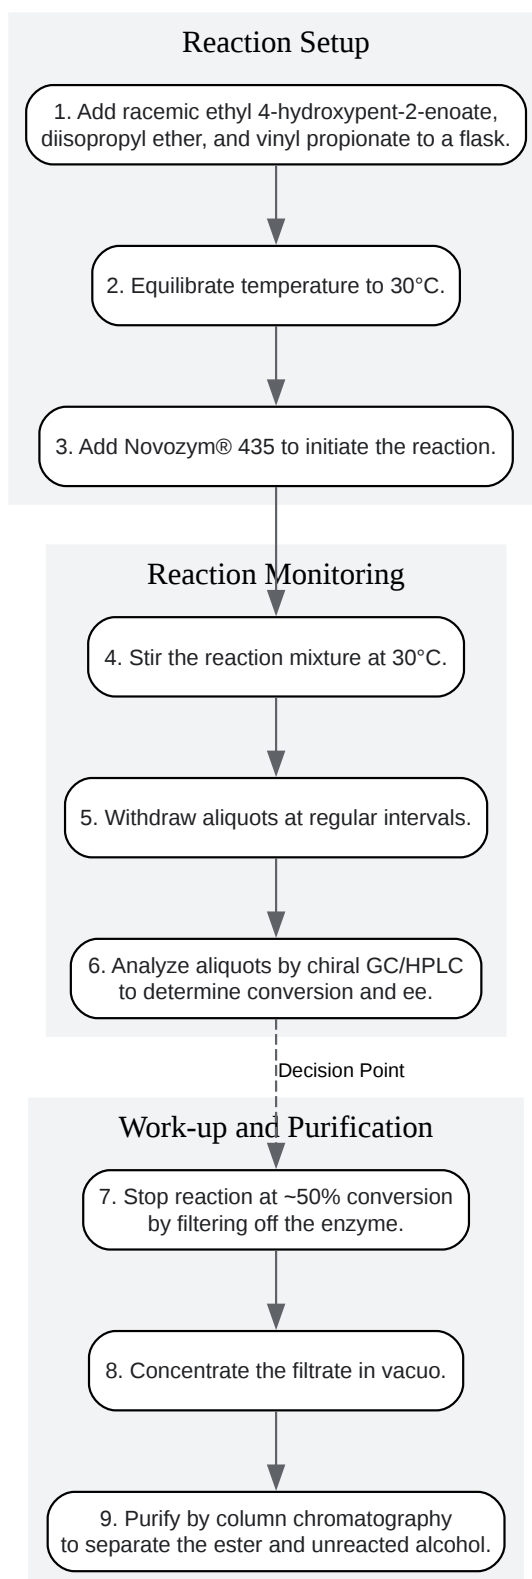 Reaction Setup
1. Add racemic ethyl 4-hydroxypent-2-enoate,
diisopropyl ether, and vinyl propionate to a flask.
2. Equilibrate temperature to 30°C.
3. Add Novozym® 435 to initiate the reaction.
Reaction Monitoring
4. Stir the reaction mixture at 30°C.
5. Withdraw aliquots at regular intervals.
6. Analyze aliquots by chiral GC/HPLC
to determine conversion and ee.
Decision Point
Work-up and Purification
7. Stop reaction at ~50% conversion
by filtering off the enzyme.
8. Concentrate the filtrate in vacuo.
9. Purify by column chromatography
to separate the ester and unreacted alcohol.